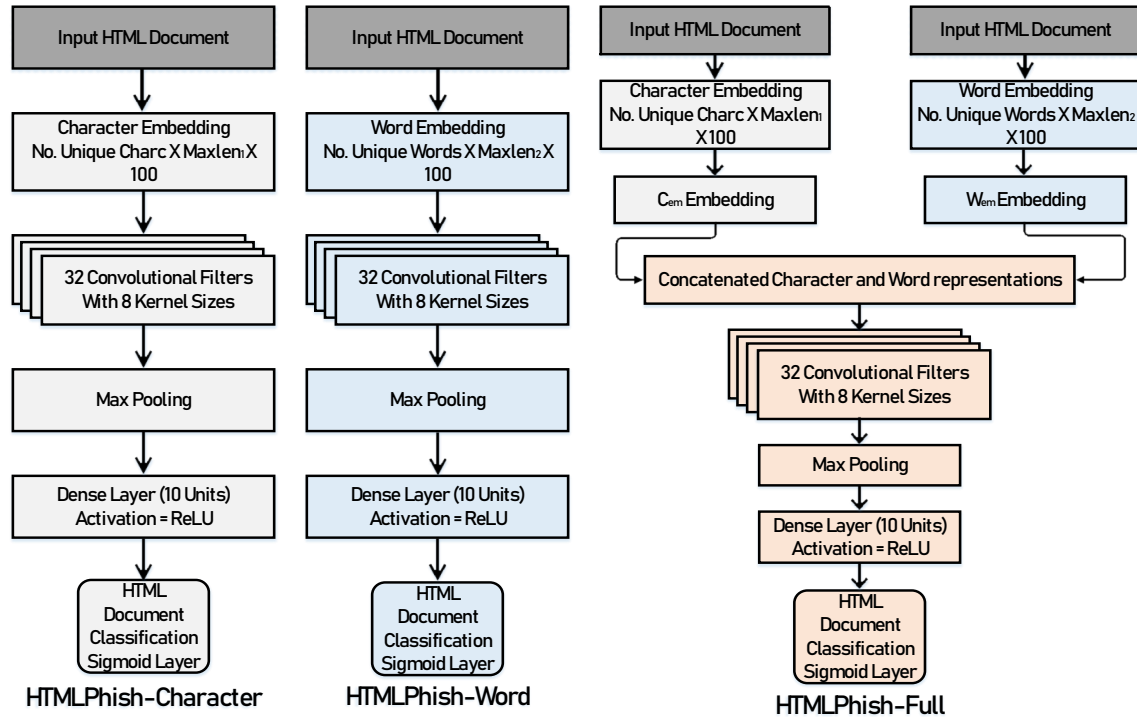 Input HTML Document
Character Embedding
No. Unique Charc X Maxlen₁ X
100
32 Convolutional Filters
With 8 Kernel Sizes
Max Pooling
Dense Layer (10 Units)
Activation = ReLU
HTML
Document
Classification
Sigmoid Layer
HTMLPhish-Character
Input HTML Document
Word Embedding
No. Unique Words X Maxlen₂ X
100
32 Convolutional Filters
With 8 Kernel Sizes
Max Pooling
Dense Layer (10 Units)
Activation = ReLU
HTML
Document
Classification
Sigmoid Layer
HTMLPhish-Word
Input HTML Document
Character Embedding
No. Unique Charc X Maxlen₁
X 100
Cem Embedding
Input HTML Document
Word Embedding
No. Unique Words X Maxlen₂
X 100
Wem Embedding
Concatenated Character and Word representations
32 Convolutional Filters
With 8 Kernel Sizes
Max Pooling
Dense Layer (10 Units)
Activation = ReLU
HTML
Document
Classification
Sigmoid Layer
HTMLPhish-Full